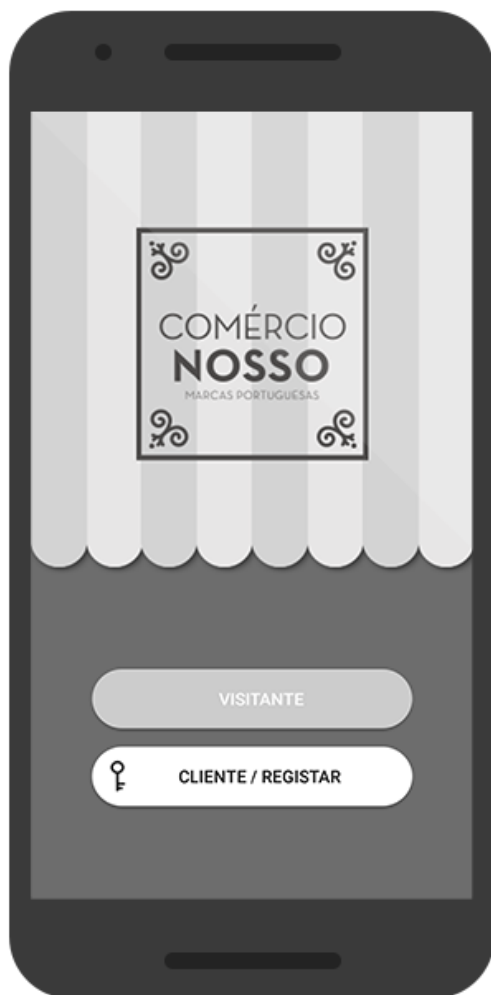 COMÉRCIO
NOSSO
MARCAS PORTUGUESAS
VISITANTE
CLIENTE / REGISTAR